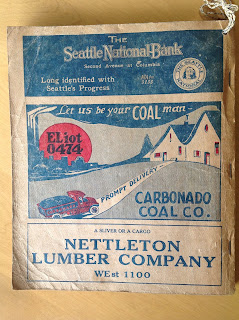 THE
Seattle National Bank
Second Avenue at Columbia
Long identified with
Seattle's Progress
Let us be your COAL man
ELiot
0474
PROMPT DELIVERY
CARBONADO
COAL CO.
A SLIVER OR A CARGO
NETTLETON
LUMBER COMPANY
WEst 1100